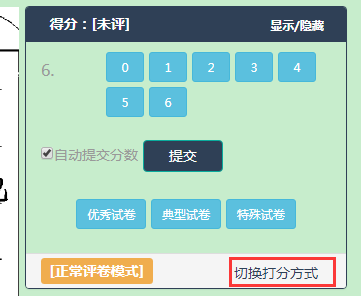 得分：[未评] 显示/隐藏
6. 0 1 2 3 4
5 6
自动提交分数 提交
优秀试卷 典型试卷 特殊试卷
[正常评卷模式] 切换打分方式